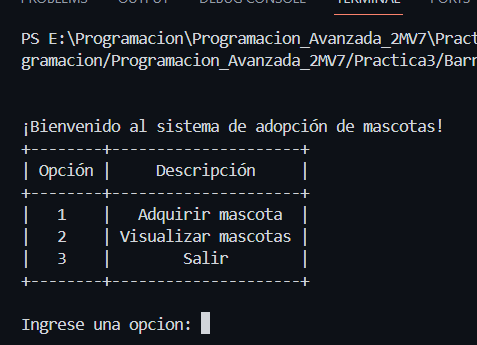 PROBLEMS OUTPUT DEBUG CONSOLE TERMINAL PORTS
PS E:\Programacion\Programacion_Avanzada_2MV7\Pract
gramacion/Programacion_Avanzada_2MV7/Practica3/Barr
¡Bienvenido al sistema de adopción de mascotas!
+--------+--------------------+
| Opción | Descripción |
+--------+--------------------+
| 1 | Adquirir mascota |
| 2 | Visualizar mascotas |
| 3 | Salir |
+--------+--------------------+
Ingrese una opcion: